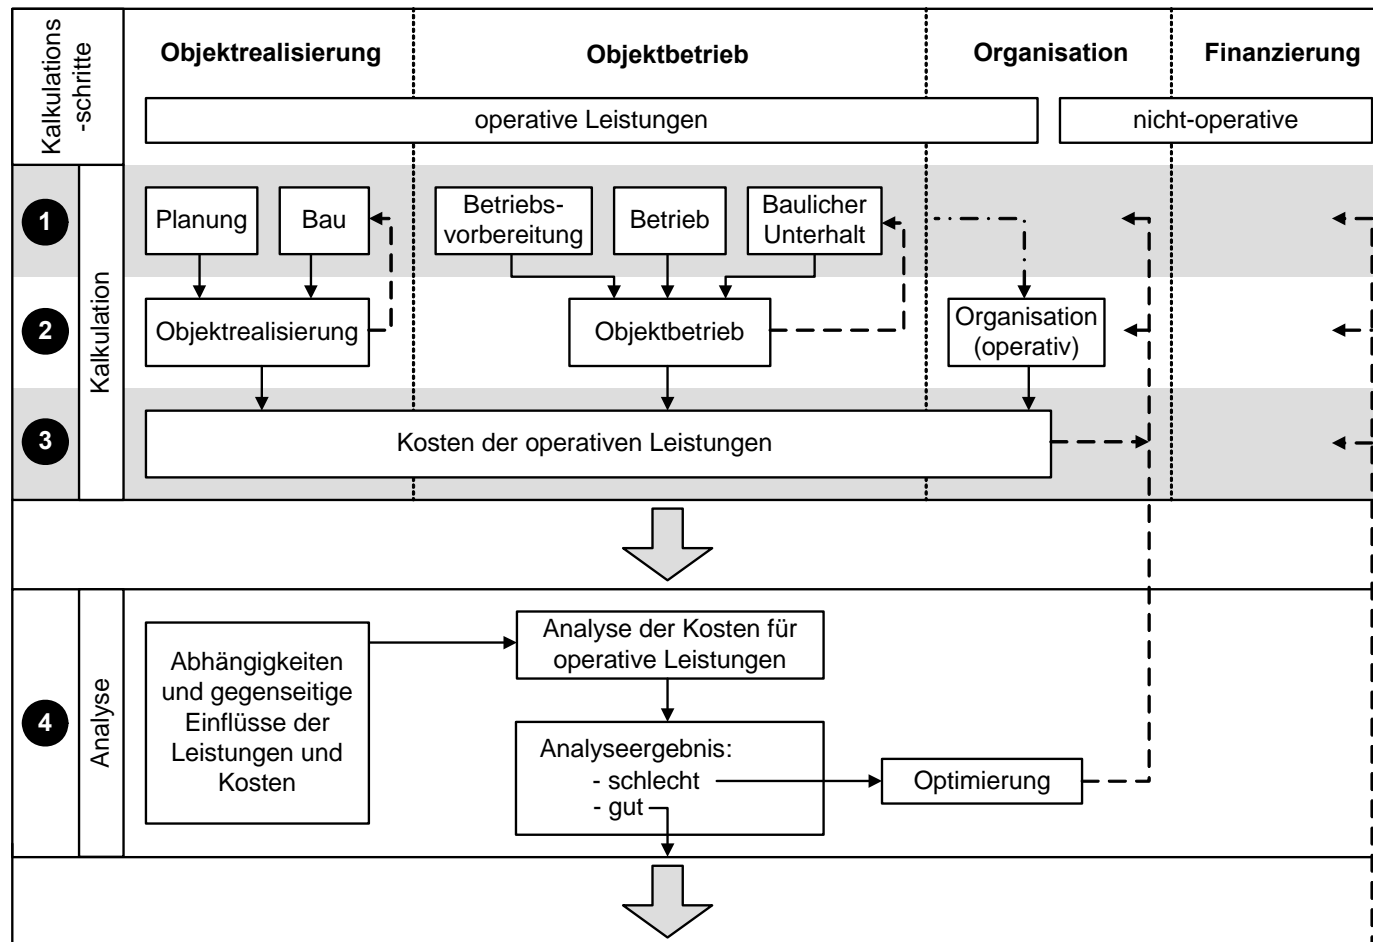 Kalkulations
-schritte
Objektrealisierung
Objektbetrieb
Organisation
Finanzierung
operative Leistungen
nicht-operative
1
Kalkulation
Planung
Bau
Betriebs-
vorbereitung
Betrieb
Baulicher
Unterhalt
2
Objektrealisierung
Objektbetrieb
Organisation
(operativ)
3
Kosten der operativen Leistungen
4
Analyse
Abhängigkeiten
und gegenseitige
Einflüsse der
Leistungen und
Kosten
Analyse der Kosten für
operative Leistungen
Analyseergebnis:
- schlecht
- gut
Optimierung